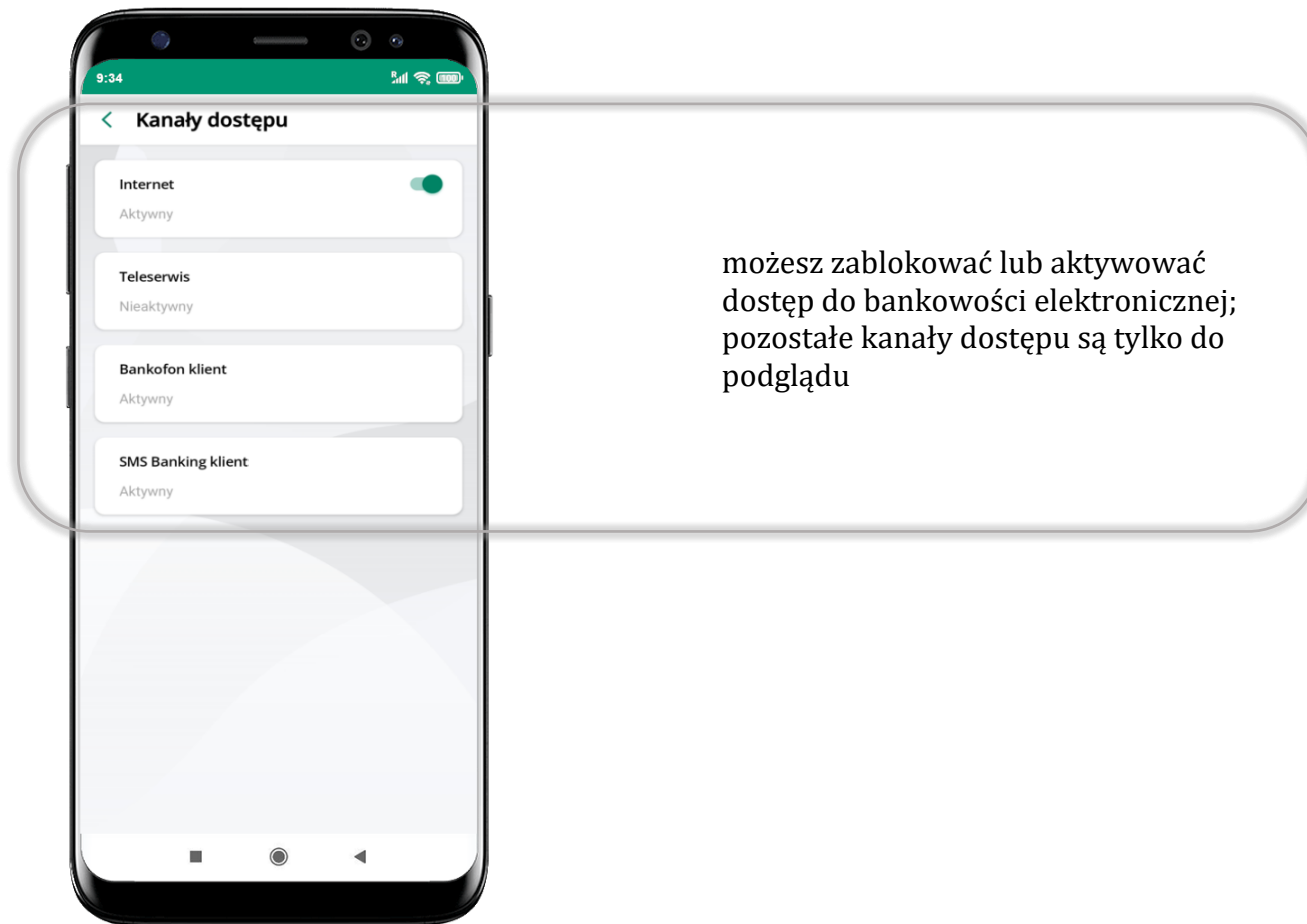 9:34
R
100
Kanały dostępu
Internet
Aktywny
Teleserwis
Nieaktywny
Bankofon klient
Aktywny
SMS Banking klient
Aktywny
możesz zablokować lub aktywować
dostęp do bankowości elektronicznej;
pozostałe kanały dostępu są tylko do
podglądu